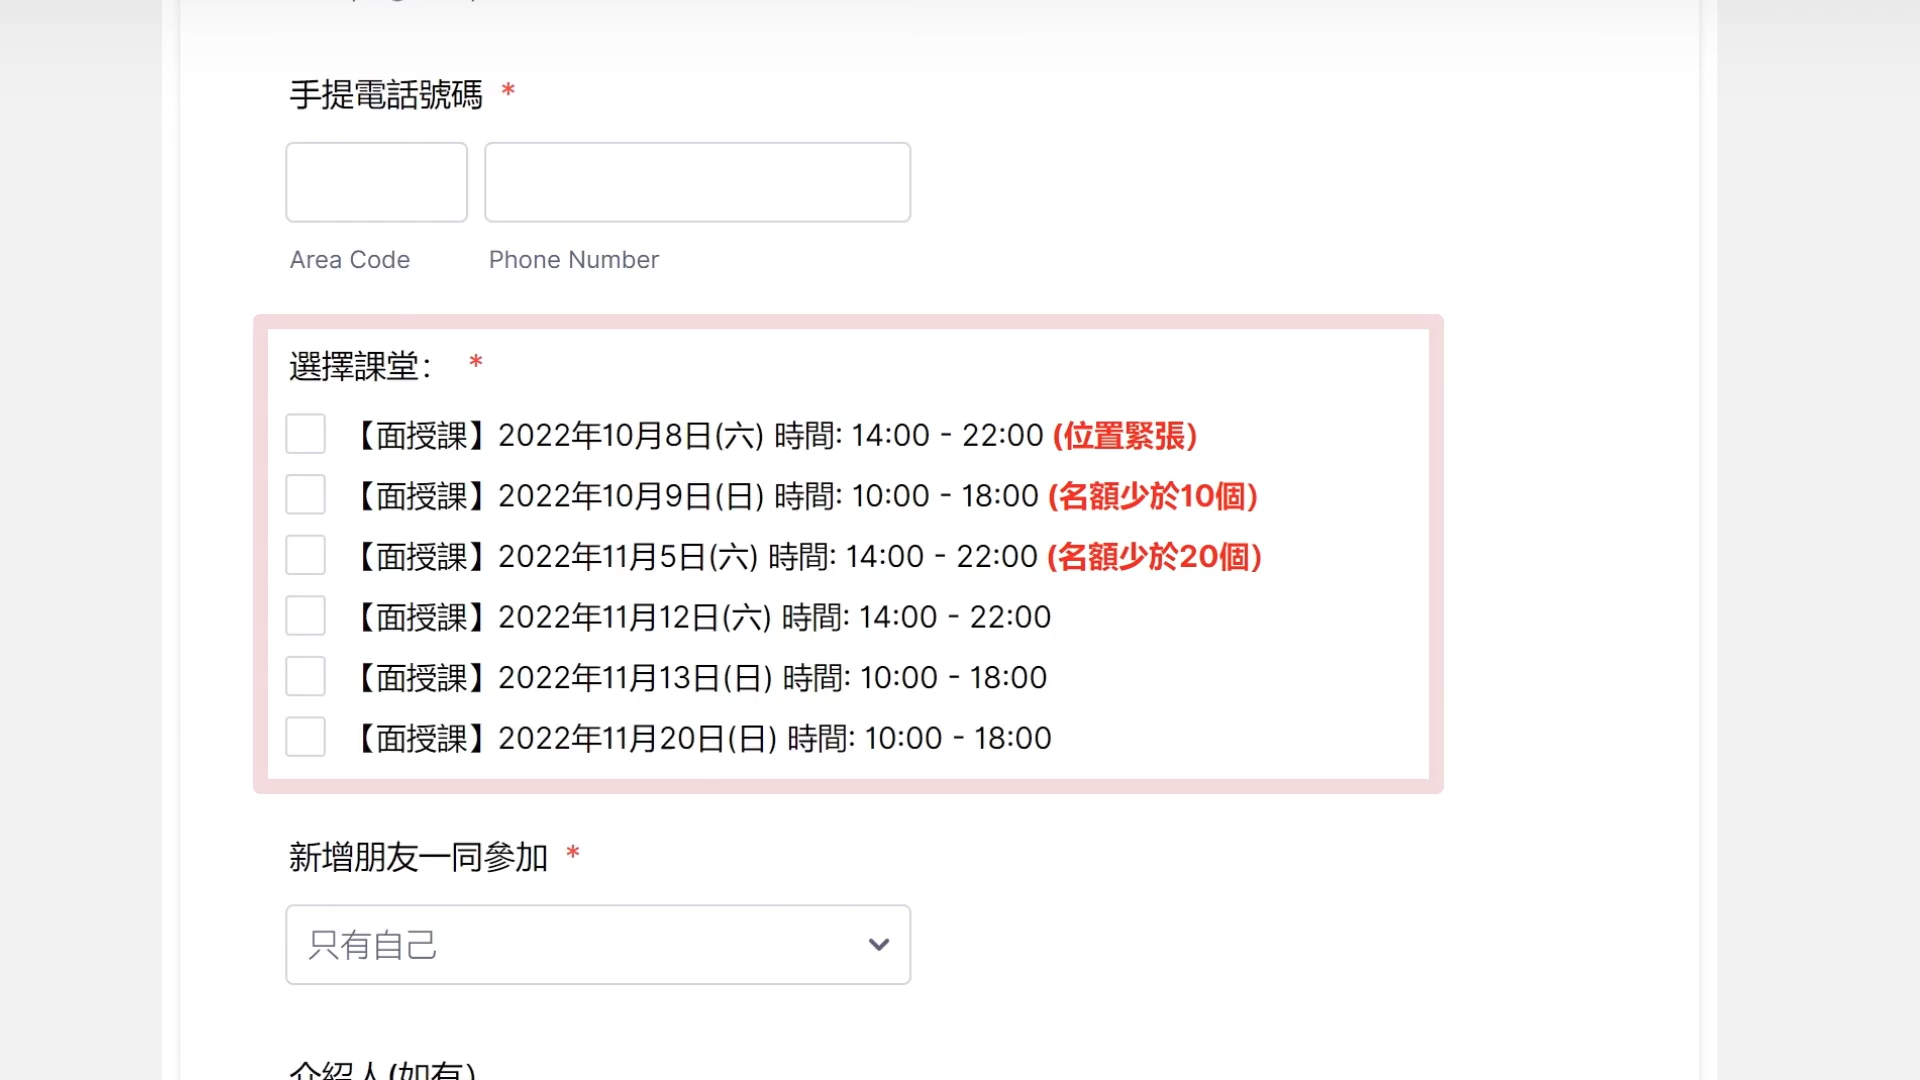 手提電話號碼 *
Area Code
Phone Number
選擇課堂： *
【面授課】2022年10月8日(六) 時間: 14:00 - 22:00 (位置緊張)
【面授課】2022年10月9日(日) 時間: 10:00 - 18:00 (名額少於10個)
【面授課】2022年11月5日(六) 時間: 14:00 - 22:00 (名額少於20個)
【面授課】2022年11月12日(六) 時間: 14:00 - 22:00
【面授課】2022年11月13日(日) 時間: 10:00 - 18:00
【面授課】2022年11月20日(日) 時間: 10:00 - 18:00
新增朋友一同參加 *
只有自己
介紹人(如有)